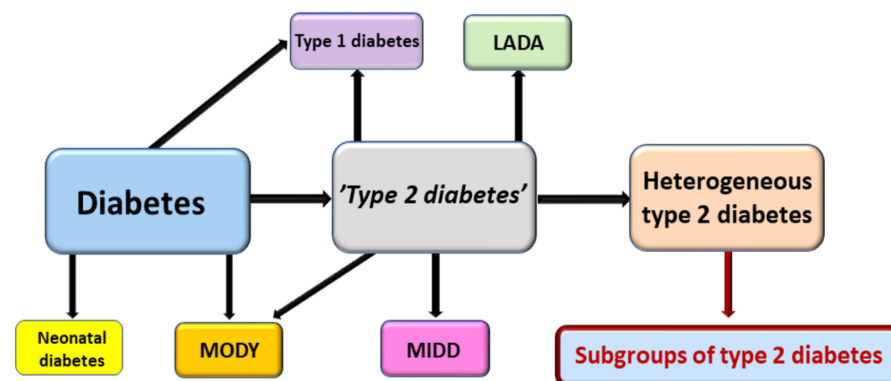 Type 1 diabetes
LADA
Diabetes
’Type 2 diabetes’
Heterogeneous
type 2 diabetes
Neonatal
diabetes
MODY
MIDD
Subgroups of type 2 diabetes